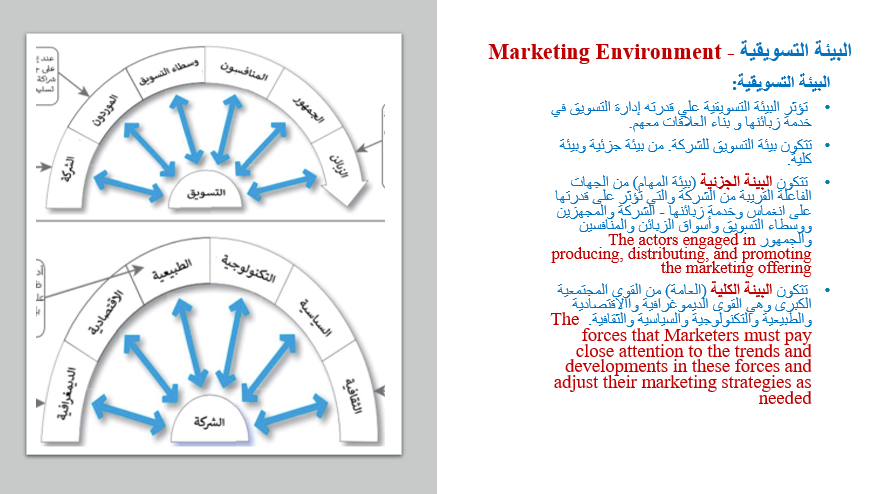 البيئة التسويقية - Marketing Environment
البيئة التسويقية:
• تؤثر البيئة التسويقية على قدرته إدارة التسويق في
خدمة زبائنها و بناء العلاقات معهم.
• تتكون بيئة التسويق للشركة. من بيئة جزئية وبيئة
كلية.
• تتكون البيئة الجزئية (بيئة المهام) من الجهات
الفاعلة القريبة من الشركة والتي تؤثر على قدرتها
على انغماس وخدمة زبائنها - الشركة والمجهزين
ووسطاء التسويق وأسواق الزبائن والمنافسين
والجمهور The actors engaged in
producing, distributing, and promoting
the marketing offering
• تتكون البيئة الكلية (العامة) من القوى المجتمعية
الكبرى وهي القوى الديموغرافية والاقتصادية
والطبيعية والتكنولوجية والسياسية والثقافية. The
forces that Marketers must pay
close attention to the trends and
developments in these forces and
adjust their marketing strategies as
needed
الشركة
الموردون
وسطاء التسويق
المنافسون
الجمهور
الزبائن
التسويق
الديمغرافية
الاقتصادية
الطبيعية
التكنولوجية
السياسية
الثقافية
الشركة